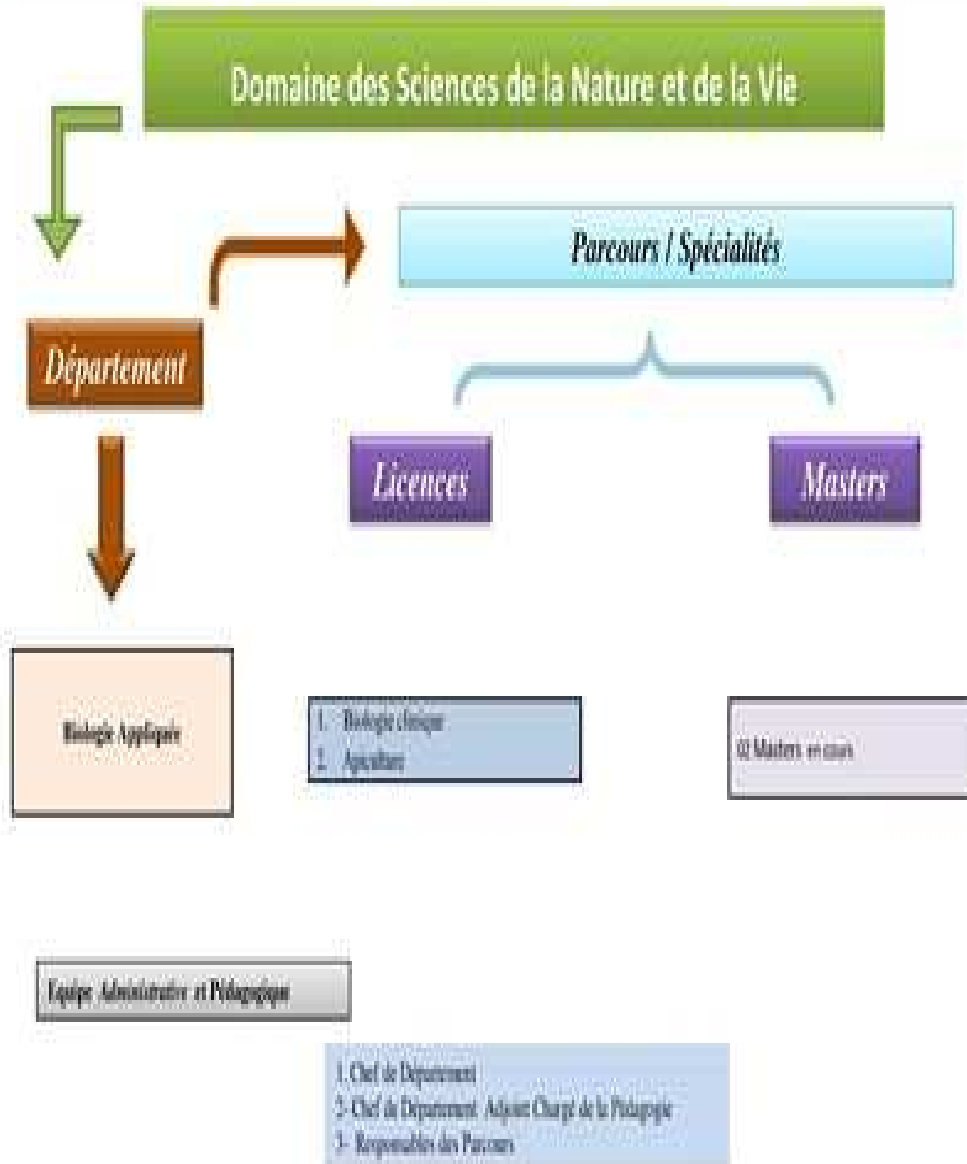 Domaine des Sciences de la Nature et de la Vie
Parcours / Spécialités
Département
Licences
Masters
Biologie Appliquée
1. Biologie clinique
2. Apiculture
02 Masters en cours
Equipe Administrative et Pédagogique
1. Chef de Département
2- Chef de Département Adjoint Chargé de la Pédagogie
3- Responsables des Parcours